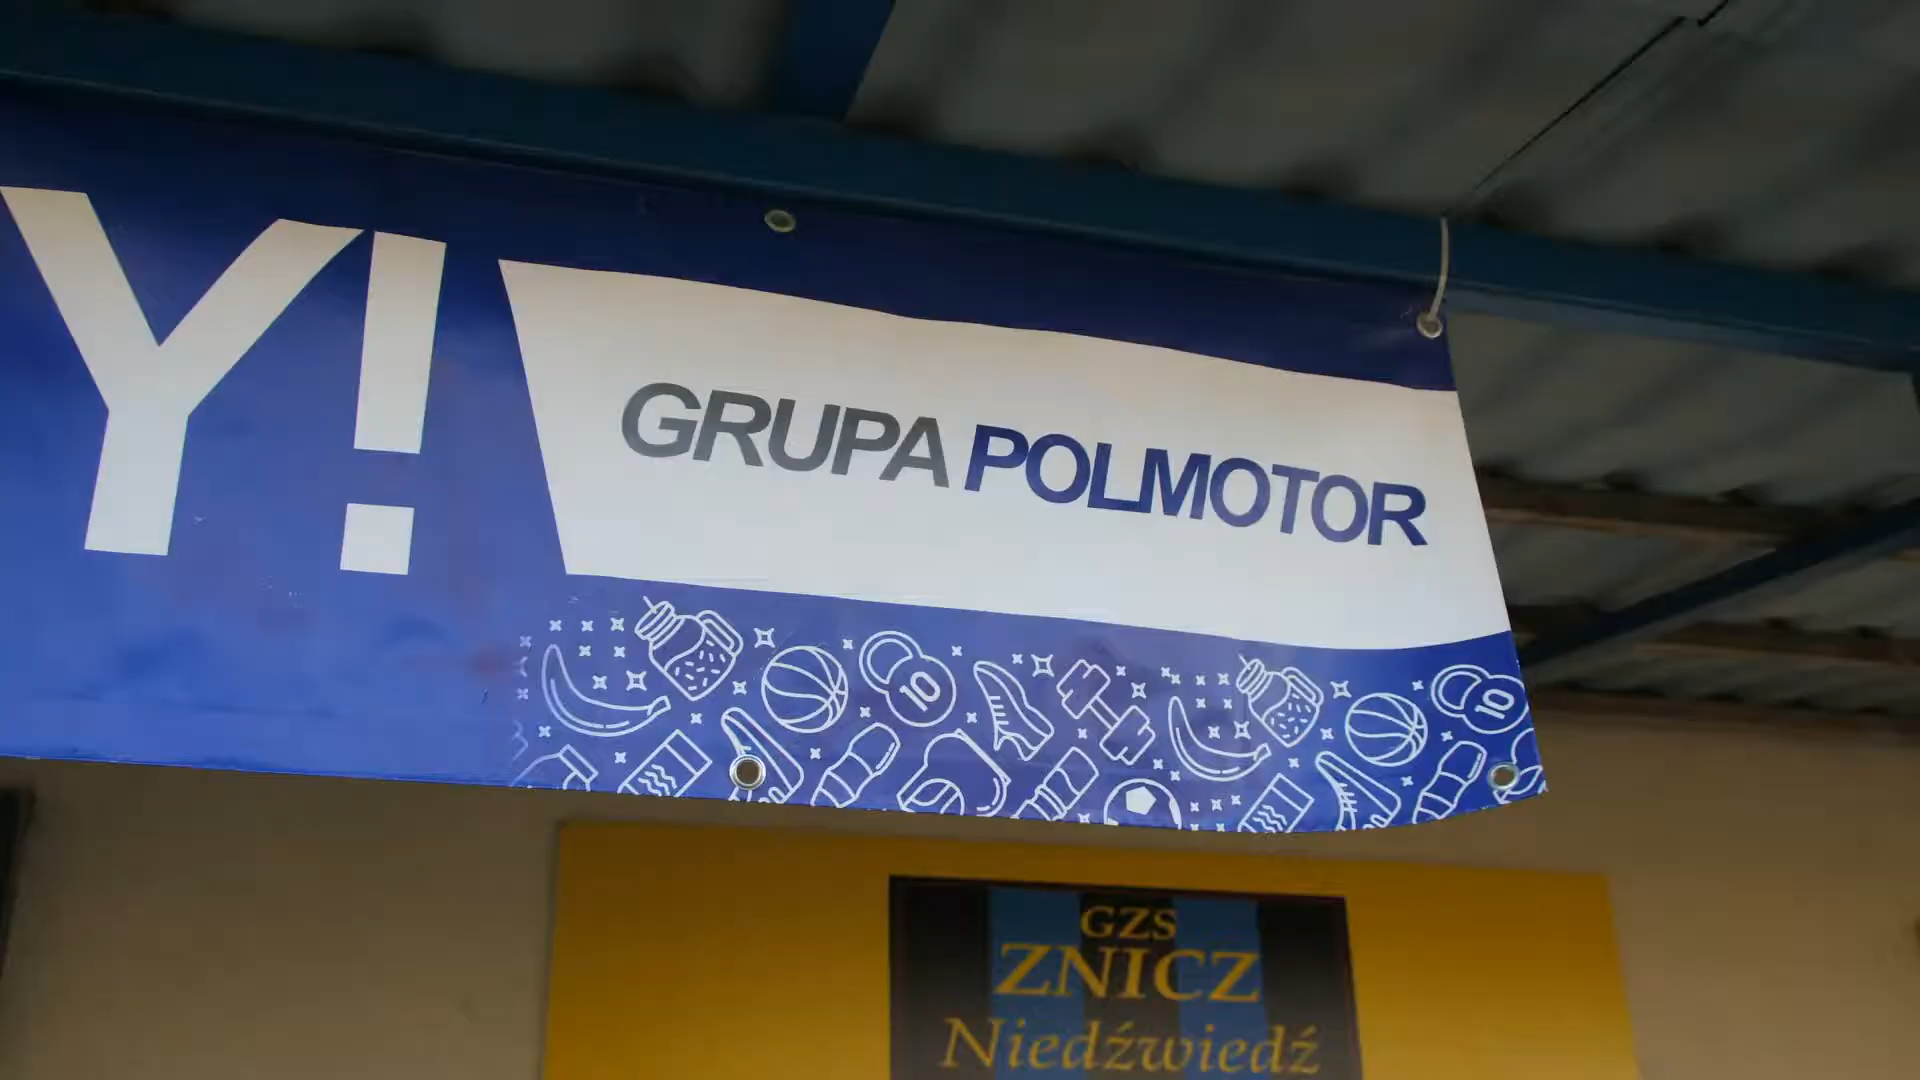 Y!
GRUPA POLMOTOR
10
10
GZS
ZNICZ
Niedźwiedź